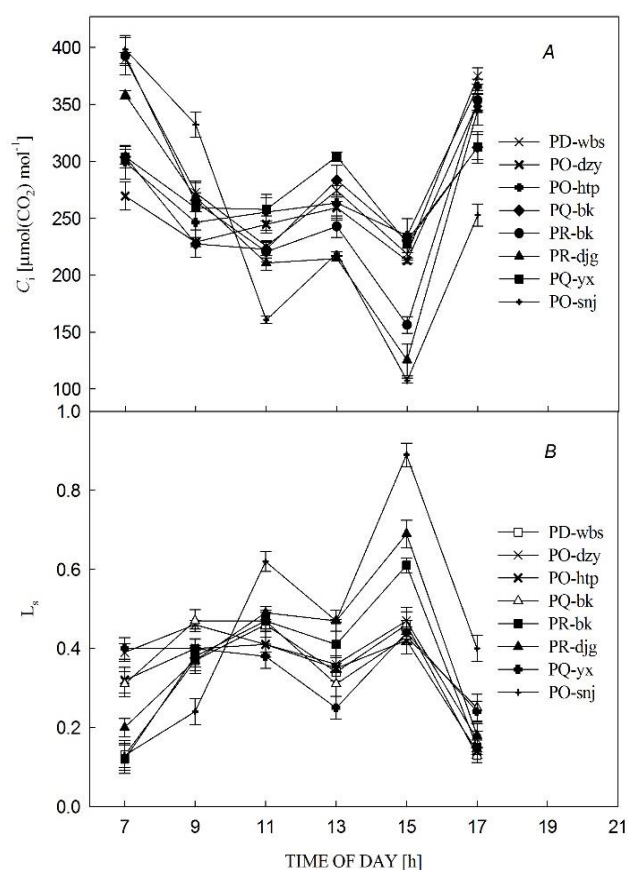 A
400
350
300
250
200
150
100
C_i [μmol(CO₂) mol⁻¹]
PD-wbs
PO-dzy
PO-htp
PQ-bk
PR-bk
PR-djg
PQ-yx
PO-snj
B
1.0
0.8
0.6
0.4
0.2
0.0
L_s
PD-wbs
PO-dzy
PO-htp
PQ-bk
PR-bk
PR-djg
PQ-yx
PO-snj
7 9 11 13 15 17 19 21
TIME OF DAY [h]